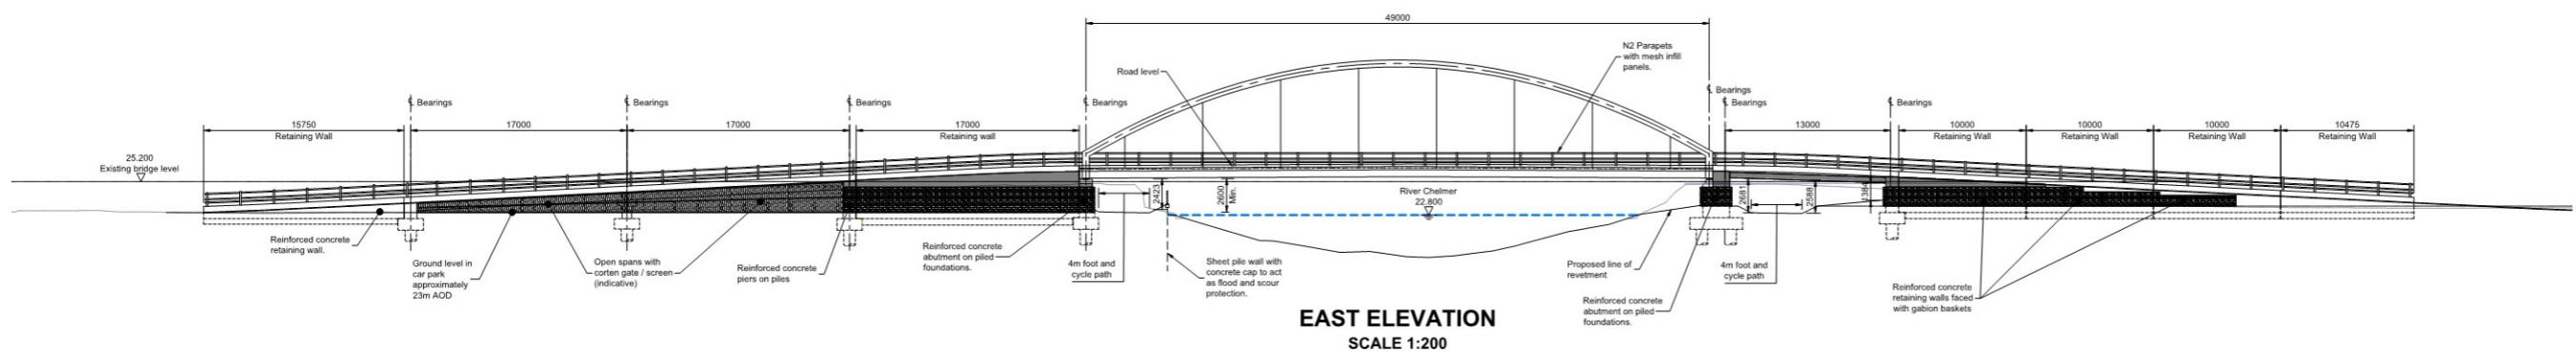 49000
N2 Parapets
with mesh infill
panels.
Road level
℄ Bearings
℄ Bearings
℄ Bearings
℄ Bearings
℄ Bearings
℄ Bearings
℄ Bearings
15750
Retaining Wall
17000
17000
17000
Retaining wall
13000
10000
Retaining Wall
10000
Retaining Wall
10000
Retaining Wall
10475
Retaining Wall
25.200
Existing bridge level
2423
2600
Min.
River Chelmer
22.800
2681
2588
1384
Reinforced concrete
retaining wall.
Ground level in
car park
approximately
23m AOD
Open spans with
corten gate / screen
(indicative)
Reinforced concrete
piers on piles
Reinforced concrete
abutment on piled
foundations.
4m foot and
cycle path
Sheet pile wall with
concrete cap to act
as flood and scour
protection.
Proposed line of
revetment
Reinforced concrete
abutment on piled
foundations.
4m foot and
cycle path
Reinforced concrete
retaining walls faced
with gabion baskets
EAST ELEVATION
SCALE 1:200